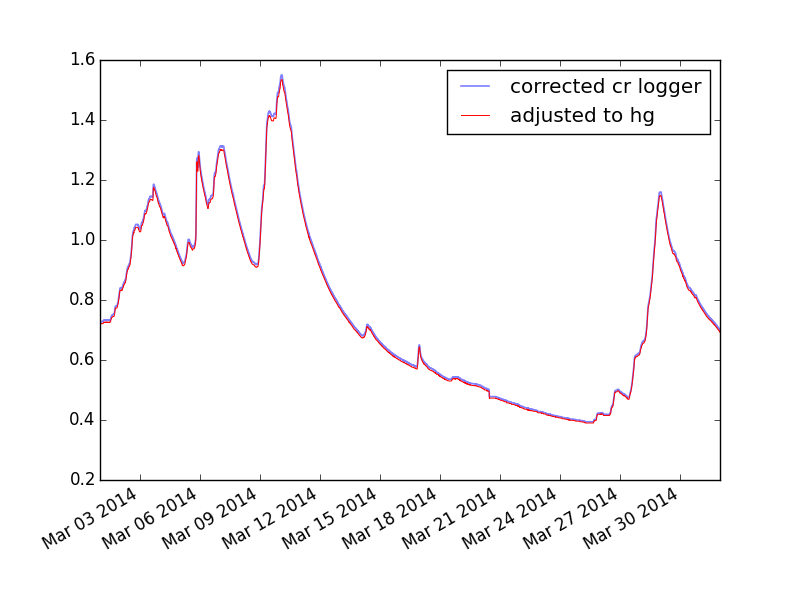 1.6
1.4
1.2
1.0
0.8
0.6
0.4
0.2
corrected cr logger
adjusted to hg
Mar 03 2014
Mar 06 2014
Mar 09 2014
Mar 12 2014
Mar 15 2014
Mar 18 2014
Mar 21 2014
Mar 24 2014
Mar 27 2014
Mar 30 2014